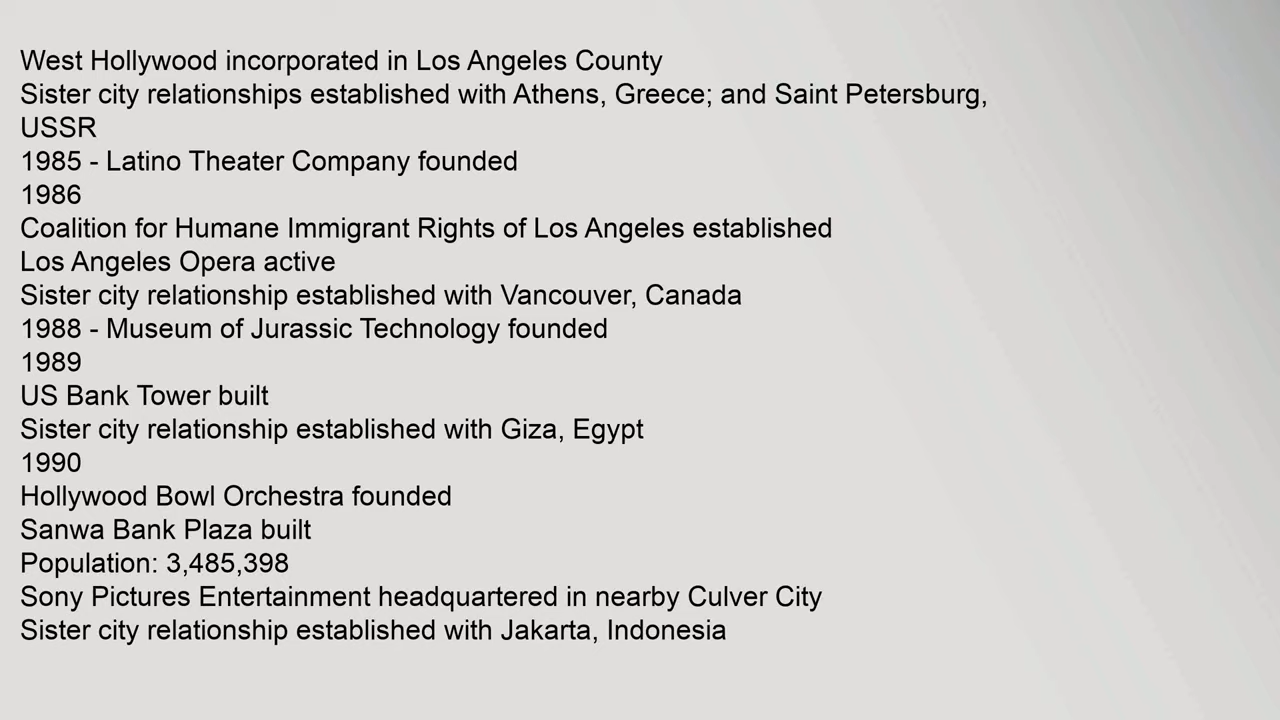 West Hollywood incorporated in Los Angeles County
Sister city relationships established with Athens, Greece; and Saint Petersburg,
USSR
1985 - Latino Theater Company founded
1986
Coalition for Humane Immigrant Rights of Los Angeles established
Los Angeles Opera active
Sister city relationship established with Vancouver, Canada
1988 - Museum of Jurassic Technology founded
1989
US Bank Tower built
Sister city relationship established with Giza, Egypt
1990
Hollywood Bowl Orchestra founded
Sanwa Bank Plaza built
Population: 3,485,398
Sony Pictures Entertainment headquartered in nearby Culver City
Sister city relationship established with Jakarta, Indonesia